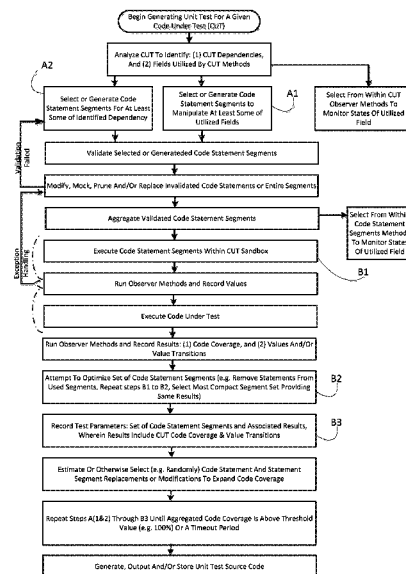 Begin Generating Unit Test For A Given
Code Under Test (CUT)
Analyze CUT To Identify: (1) CUT Dependencies,
And (2) Fields Utilized By CUT Methods
A2
Select or Generate Code
Statement Segments For At Least
Some of Identified Dependency
Select or Generate Code
Statement Segments to
Manipulate At Least Some of
Utilized Fields
A1
Select From Within CUT
Observer Methods To
Monitor States Of Utilized
Field
Validation
Failed
Validate Selected or Generateded Code Statement Segments
Modify, Mock, Prune And/Or Replace Invalidated Code Statements or Entire Segments
Aggregate Validated Code Statement Segments
Select From Within
Code Statement
Segments Methods
To Monitor States
Of Utilized Field
Exception
Handling
Execute Code Statement Segments Within CUT Sandbox
B1
Run Observer Methods and Record Values
Execute Code Under Test
Run Observer Methods and Record Results: (1) Code Coverage, and (2) Values And/Or
Value Transitions
Attempt To Optimize Set of Code Statement Segments (e.g. Remove Statements From
Used Segments, Repeat steps B1 to B2, Select Most Compact Segment Set Providing
Same Results)
B2
Record Test Parameters: Set of Code Statement Segments and Associated Results,
Wherein Results Include CUT Code Coverage & Value Transitions
B3
Estimate Or Otherwise Select (e.g. Randomly) Code Statement And Statement
Segment Replacements or Modifications To Expand Code Coverage
Repeat Steps A(1&2) Through B3 Until Aggregated Code Coverage Is Above Threshold
Value (e.g. 100%) Or A Timeout Period
Generate, Output And/Or Store Unit Test Source Code